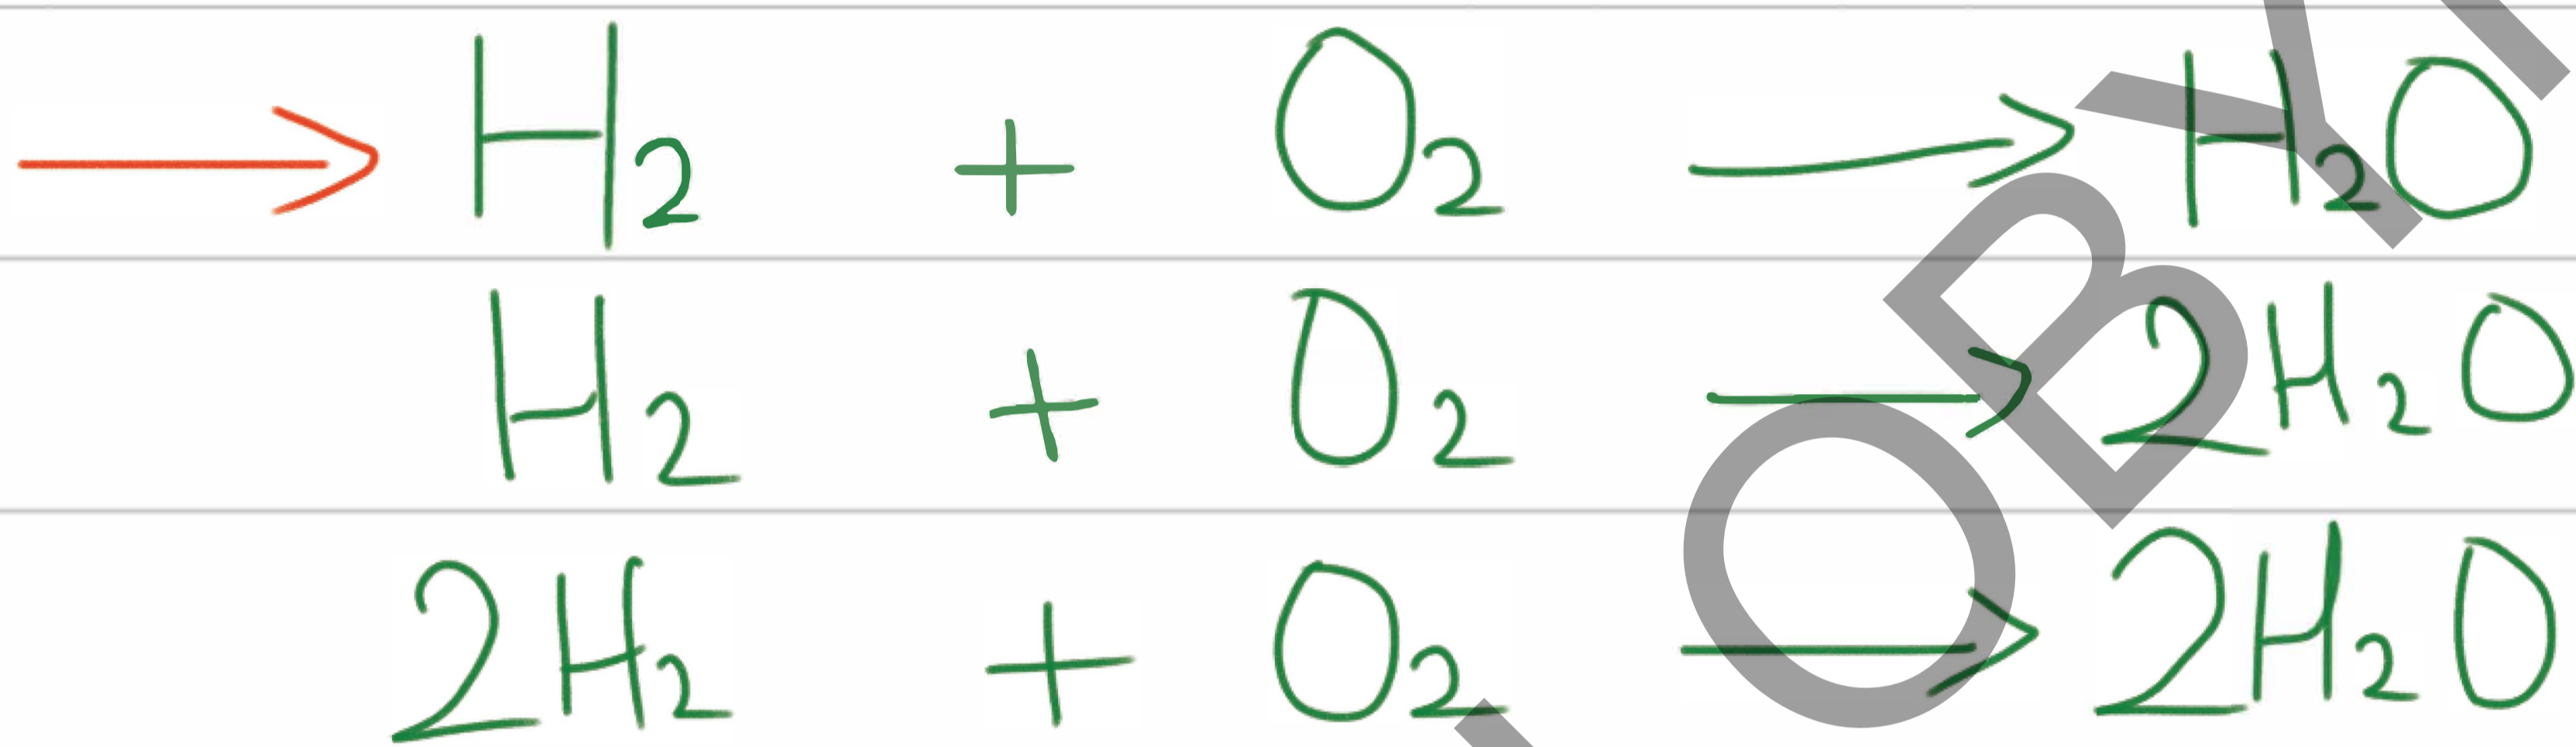 → H₂ + O₂ → H₂O
H₂ + O₂ → 2H₂O
2H₂ + O₂ → 2H₂O